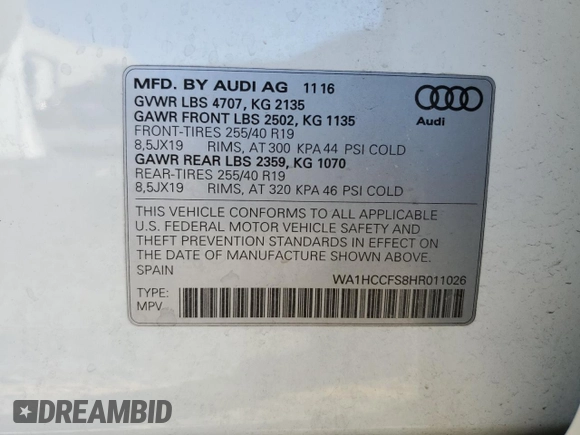 MFD. BY AUDI AG 11 16
GVWR LBS 4707, KG 2135
GAWR FRONT LBS 2502, KG 1135
FRONT-TIRES 255/40 R19
8,5JX19 RIMS, AT 300 KPA 44 PSI COLD
GAWR REAR LBS 2359, KG 1070
REAR-TIRES 255/40 R19
8,5JX19 RIMS, AT 320 KPA 46 PSI COLD
Audi
THIS VEHICLE CONFORMS TO ALL APPLICABLE
U.S. FEDERAL MOTOR VEHICLE SAFETY AND
THEFT PREVENTION STANDARDS IN EFFECT ON
THE DATE OF MANUFACTURE SHOWN ABOVE.
SPAIN WA1HCCFS8HR011026
TYPE:
MPV
DREAMBID